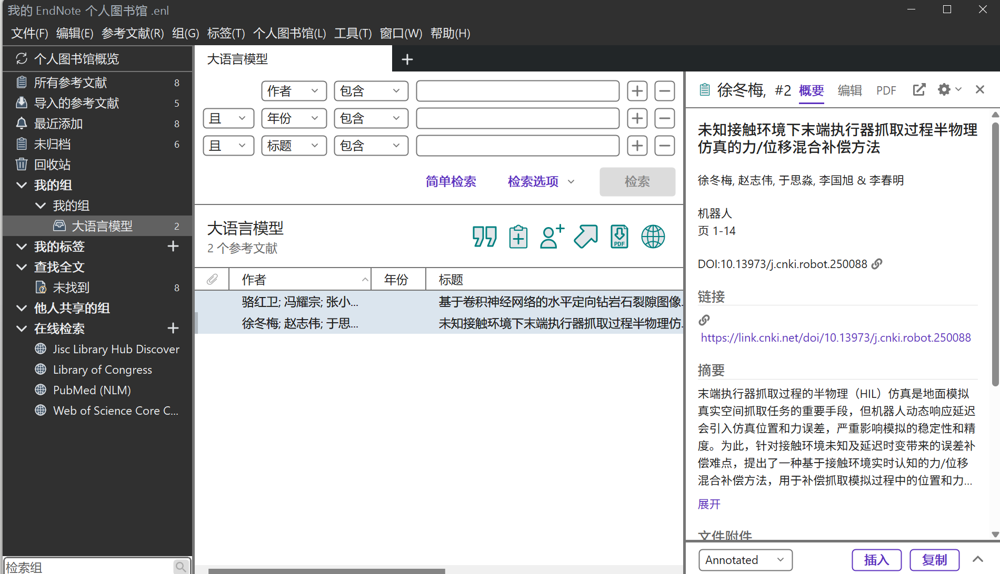 我的 EndNote 个人图书馆 .enl
文件(F) 编辑(E) 参考文献(R) 组(G) 标签(T) 个人图书馆(L) 工具(T) 窗口(W) 帮助(H)
个人图书馆概览
所有参考文献 8
导入的参考文献 5
最近添加 8
未归档 6
回收站
我的组
我的组
大语言模型 2
我的标签
查找全文
未找到 8
他人共享的组
在线检索
Jisc Library Hub Discover
Library of Congress
PubMed (NLM)
Web of Science Core C...
检索组
大语言模型
作者 包含
且 年份 包含
且 标题 包含
简单检索 检索选项 检索
大语言模型
2 个参考文献
PDF
作者 年份 标题
骆红卫; 冯耀宗; 张小... 基于卷积神经网络的水平定向钻岩石裂隙图像.
徐冬梅; 赵志伟; 于思... 未知接触环境下末端执行器抓取过程半物理仿.
徐冬梅, #2 概要 编辑 PDF
未知接触环境下末端执行器抓取过程半物理
仿真的力/位移混合补偿方法
徐冬梅, 赵志伟, 于思淼, 李国旭 & 李春明
机器人
页 1-14
DOI:10.13973/j.cnki.robot.250088
链接
https://link.cnki.net/doi/10.13973/j.cnki.robot.250088
摘要
末端执行器抓取过程的半物理（HIL）仿真是地面模拟
真实空间抓取任务的重要手段，但机器人动态响应延迟
会引入仿真位置和力误差，严重影响模拟的稳定性和精
度。为此，针对接触环境未知及延迟时变带来的误差补
偿难点，提出了一种基于接触环境实时认知的力/位移
混合补偿方法，用于补偿抓取模拟过程中的位置和力...
展开
文件附件
Annotated 插入 复制